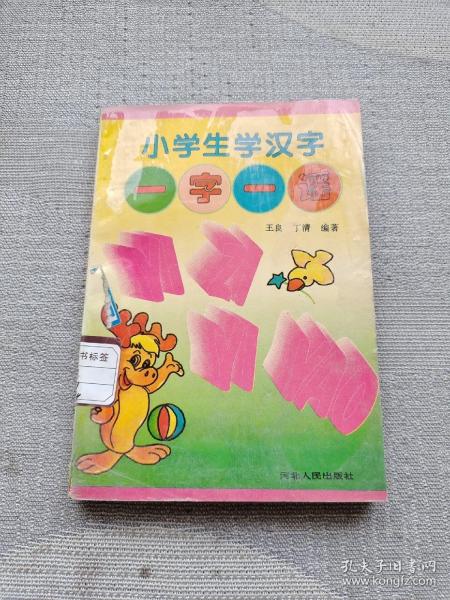 小学生学汉字
一字一谜
王良 丁清 编著
书标签
河北人民出版社
孔夫子旧书网
www.kongfz.com